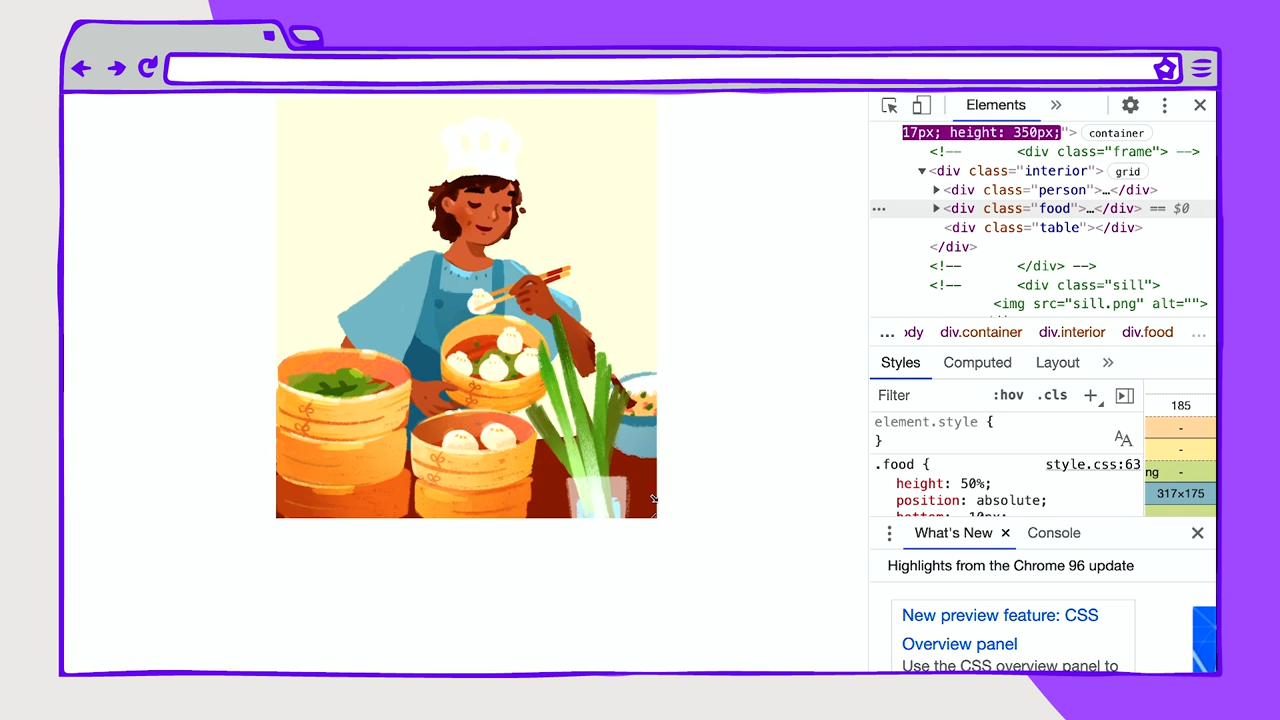 Elements »
17px; height: 350px;"> container
<!-- <div class="frame"> -->
▼<div class="interior"> grid
▶<div class="person">…</div>
… ▶<div class="food">…</div> == $0
<div class="table"></div>
</div>
<!-- </div> -->
<!-- <div class="sill">
<img src="sill.png" alt="">
... ody div.container div.interior div.food ...
Styles Computed Layout »
Filter :hov .cls +
185
element.style {
}
-
-
.food { style.css:63
ng -
height: 50%;
317×175
position: absolute;
What's New × Console
Highlights from the Chrome 96 update
New preview feature: CSS
Overview panel
Use the CSS overview panel to